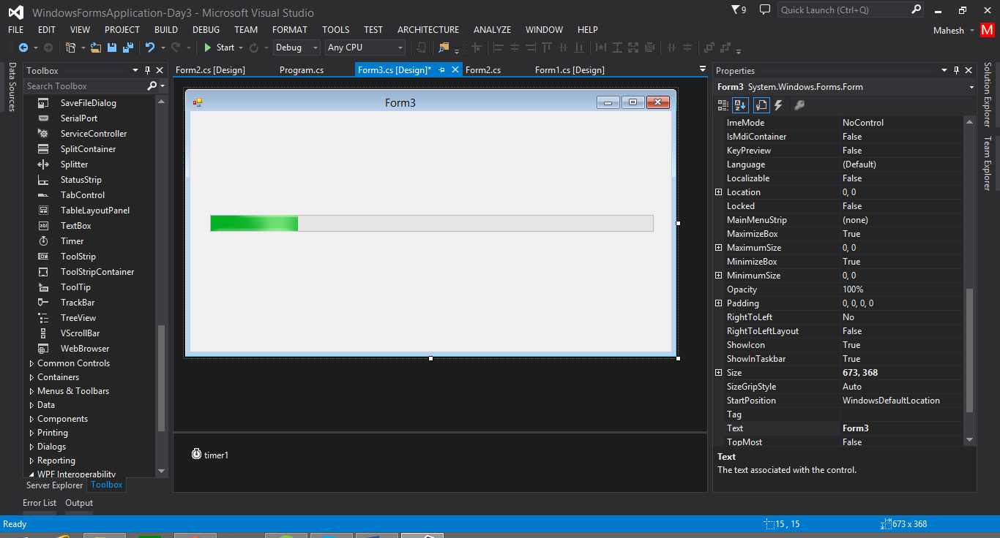 WindowsFormsApplication-Day3 - Microsoft Visual Studio
9
Quick Launch (Ctrl+Q)
FILE EDIT VIEW PROJECT BUILD DEBUG TEAM FORMAT TOOLS TEST ARCHITECTURE ANALYZE WINDOW HELP
Mahesh M
Start Debug Any CPU
Data Sources
Toolbox
Search Toolbox
SaveFileDialog
SerialPort
ServiceController
SplitContainer
Splitter
StatusStrip
TabControl
TableLayoutPanel
TextBox
Timer
ToolStrip
ToolStripContainer
ToolTip
TrackBar
TreeView
VScrollBar
WebBrowser
Common Controls
Containers
Menus & Toolbars
Data
Components
Printing
Dialogs
Reporting
WPF Interoperability
Server Explorer Toolbox
Form2.cs [Design] Program.cs Form3.cs [Design]* Form2.cs Form1.cs [Design]
Form3
timer1
Properties
Form3 System.Windows.Forms.Form
ImeMode NoControl
IsMdiContainer False
KeyPreview False
Language (Default)
Localizable False
Location 0, 0
Locked False
MainMenuStrip (none)
MaximizeBox True
MaximumSize 0, 0
MinimizeBox True
MinimumSize 0, 0
Opacity 100%
Padding 0, 0, 0, 0
RightToLeft No
RightToLeftLayout False
ShowIcon True
ShowInTaskbar True
Size 673, 368
SizeGripStyle Auto
StartPosition WindowsDefaultLocation
Tag
Text Form3
TopMost False
Text
The text associated with the control.
Solution Explorer
Team Explorer
Error List Output
Ready
15 , 15
673 x 368